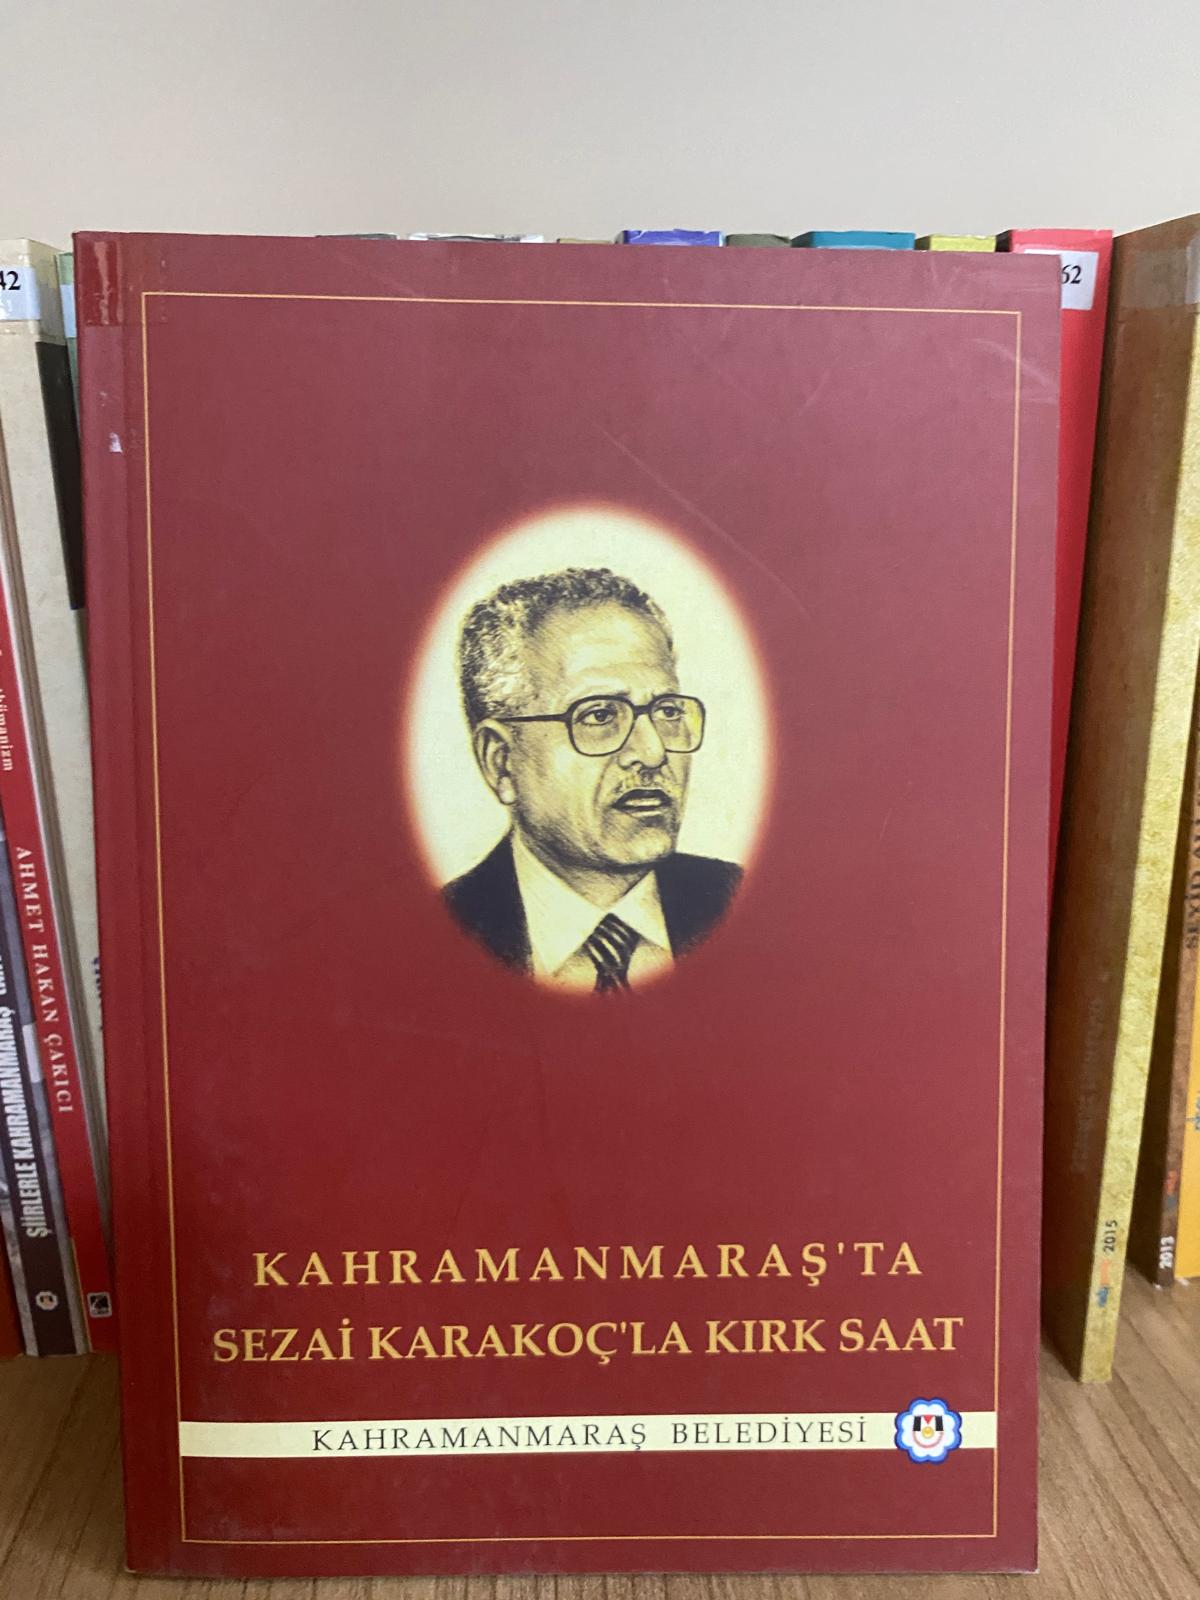 KAHRAMANMARAŞ'TA
SEZAİ KARAKOÇ'LA KIRK SAAT
KAHRAMANMARAŞ BELEDİYESİ
42
62
AHMET HAKAN ÇAKICI
ŞİİRLERLE KAHRAMANMARAŞ
2015
2013